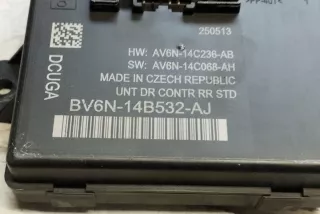 250513
HW: AV6N-14C236-AB
SW: AV6N-14C068-AH
MADE IN CZECH REPUBLIC
UNT DR CONTR RR STD
DCUGA
BV6N-14B532-AJ